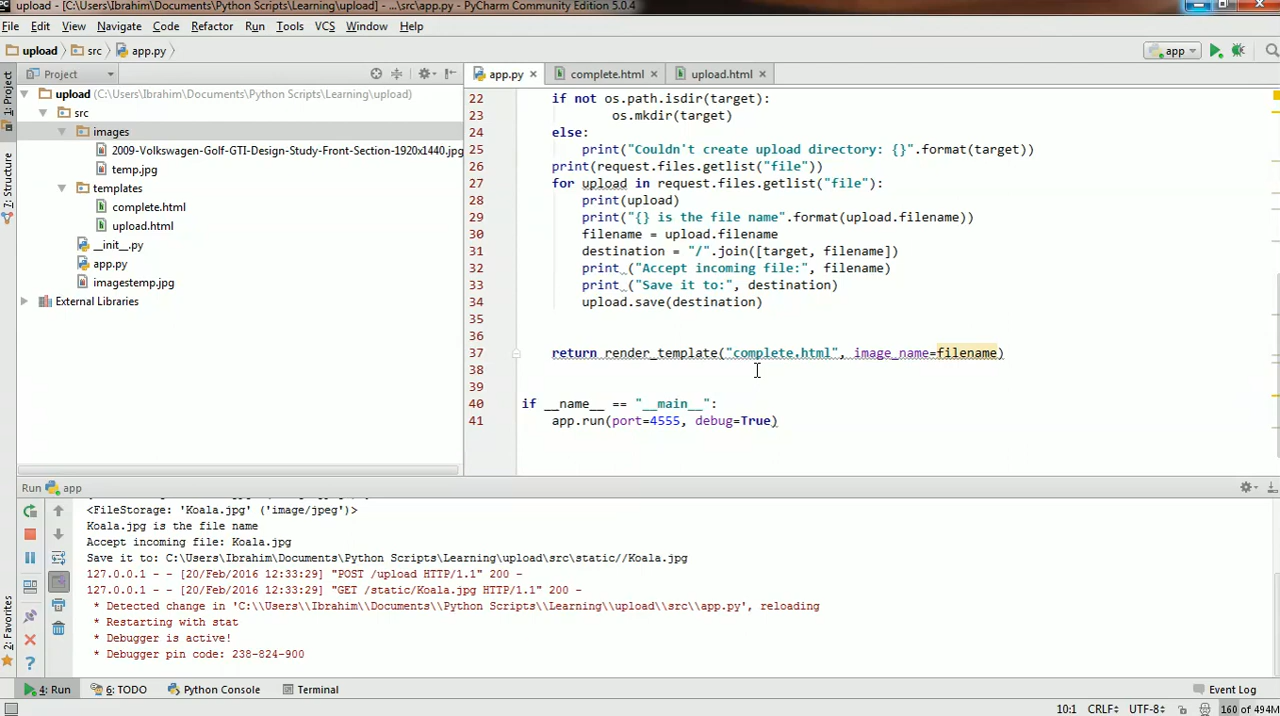 upload - [C:\Users\Ibrahim\Documents\Python Scripts\Learning\upload] - ...\src\app.py - PyCharm Community Edition 5.0.4
File Edit View Navigate Code Refactor Run Tools VCS Window Help
upload src app.py app
Project app.py complete.html upload.html
1: Project
7: Structure
2: Favorites
upload (C:\Users\Ibrahim\Documents\Python Scripts\Learning\upload)
src
images
2009-Volkswagen-Golf-GTI-Design-Study-Front-Section-1920x1440.jpg
temp.jpg
templates
complete.html
upload.html
__init__.py
app.py
imagestemp.jpg
External Libraries
22 if not os.path.isdir(target):
23 os.mkdir(target)
24 else:
25 print("Couldn't create upload directory: {}".format(target))
26 print(request.files.getlist("file"))
27 for upload in request.files.getlist("file"):
28 print(upload)
29 print("{} is the file name".format(upload.filename))
30 filename = upload.filename
31 destination = "/".join([target, filename])
32 print ("Accept incoming file:", filename)
33 print ("Save it to:", destination)
34 upload.save(destination)
35
36
37 return render_template("complete.html", image_name=filename)
38
39
40 if __name__ == "__main__":
41 app.run(port=4555, debug=True)
Run app
<FileStorage: 'Koala.jpg' ('image/jpeg')>
Koala.jpg is the file name
Accept incoming file: Koala.jpg
Save it to: C:\Users\Ibrahim\Documents\Python Scripts\Learning\upload\src\static//Koala.jpg
127.0.0.1 - - [20/Feb/2016 12:33:29] "POST /upload HTTP/1.1" 200 -
127.0.0.1 - - [20/Feb/2016 12:33:29] "GET /static/Koala.jpg HTTP/1.1" 200 -
* Detected change in 'C:\\Users\\Ibrahim\\Documents\\Python Scripts\\Learning\\upload\\src\\app.py', reloading
* Restarting with stat
* Debugger is active!
* Debugger pin code: 238-824-900
4: Run 6: TODO Python Console Terminal Event Log
10:1 CRLF UTF-8 160 of 494M